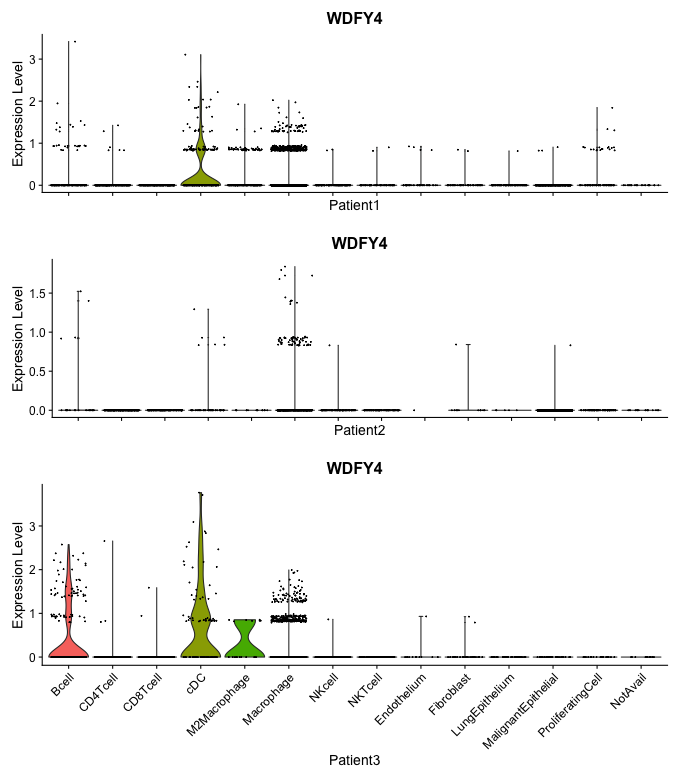 WDFY4
Expression Level
3
2
1
0
Patient1
WDFY4
Expression Level
1.5
1.0
0.5
0.0
Patient2
WDFY4
Expression Level
3
2
1
0
Bcell
CD4Tcell
CD8Tcell
cDC
M2Macrophage
Macrophage
NKcell
NKTcell
Endothelium
Fibroblast
LungEpithelium
MalignantEpithelial
ProliferatingCell
NotAvail
Patient3